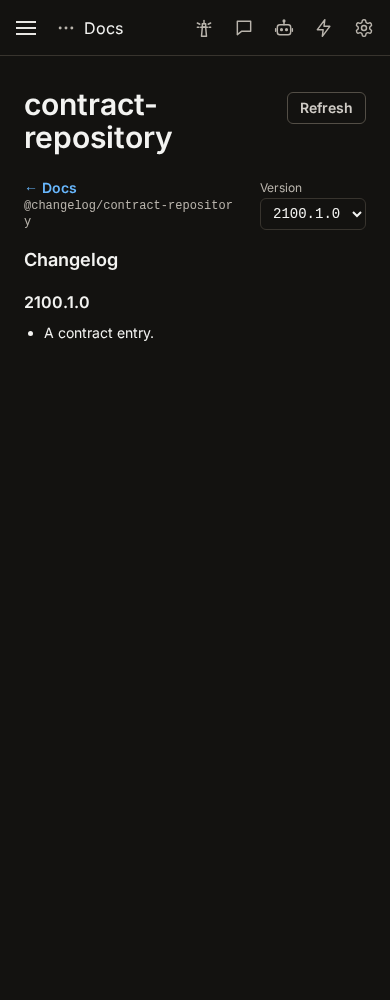 Docs
contract-
repository
Refresh
← Docs
@changelog/contract-repositor
y
Version
2100.1.0
Changelog
2100.1.0
• A contract entry.